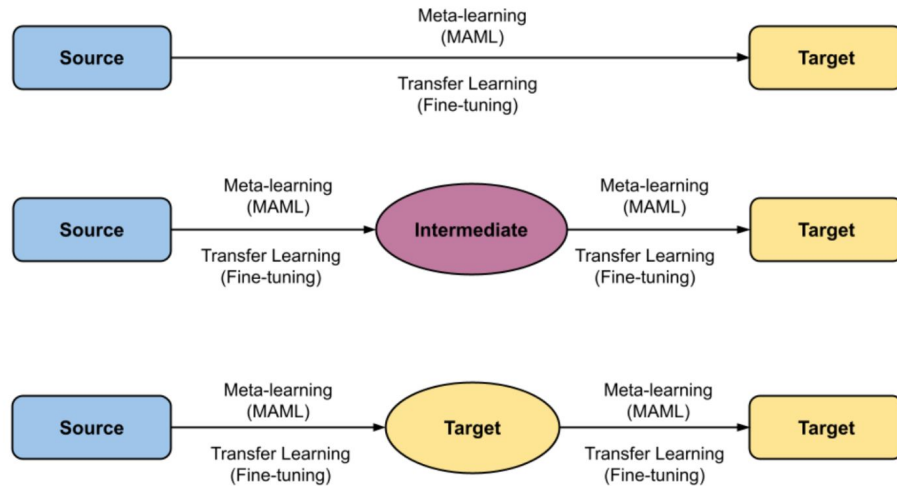 Meta-learning
(MAML)
Source
Target
Transfer Learning
(Fine-tuning)
Meta-learning
(MAML)
Meta-learning
(MAML)
Source
Intermediate
Target
Transfer Learning
(Fine-tuning)
Transfer Learning
(Fine-tuning)
Meta-learning
(MAML)
Meta-learning
(MAML)
Source
Target
Target
Transfer Learning
(Fine-tuning)
Transfer Learning
(Fine-tuning)